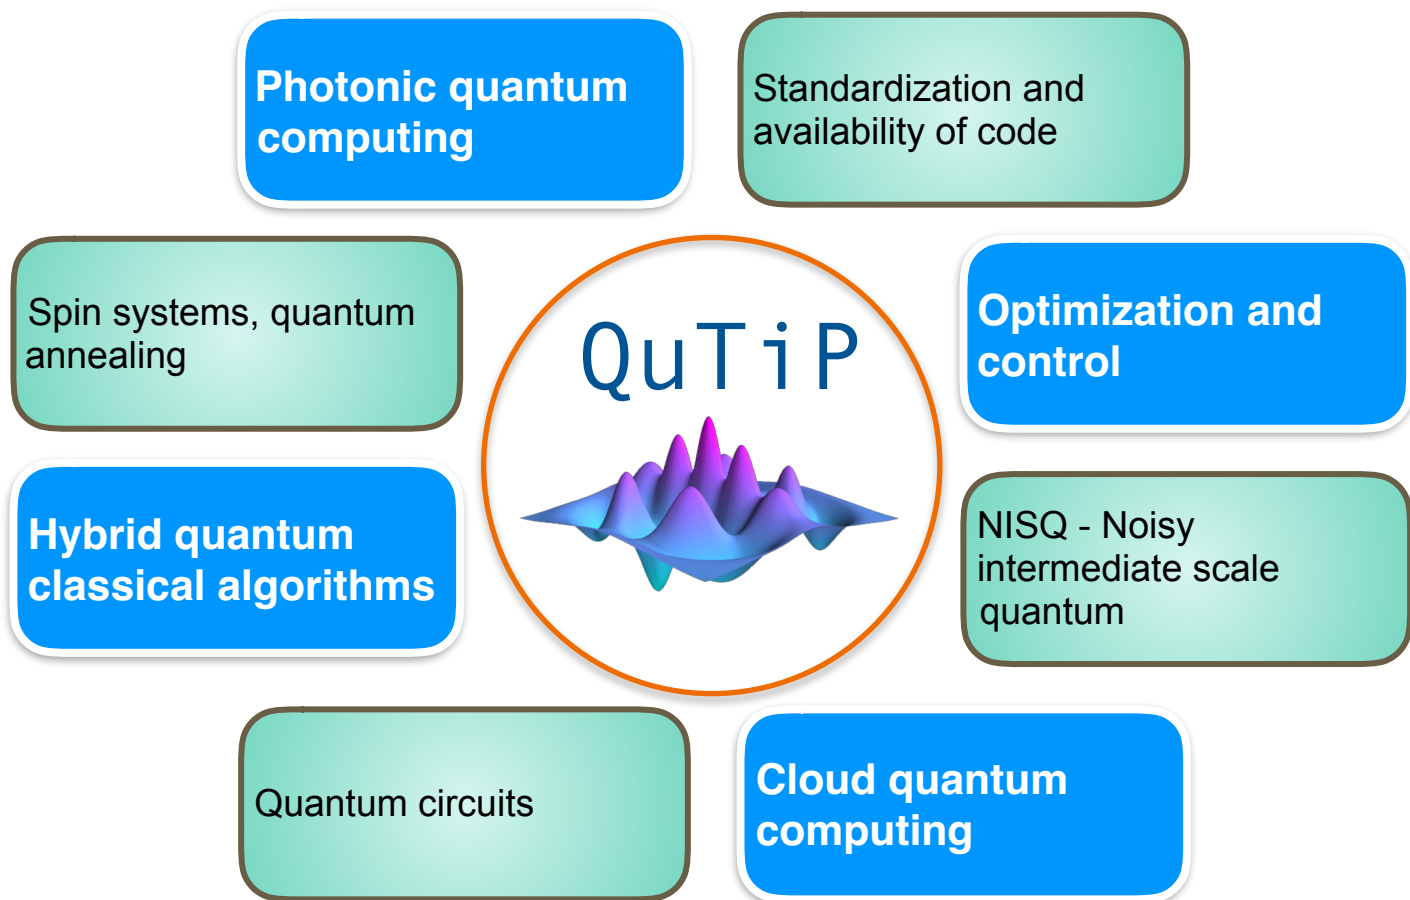 Photonic quantum
computing
Standardization and
availability of code
Spin systems, quantum
annealing
QuTiP
Optimization and
control
Hybrid quantum
classical algorithms
NISQ - Noisy
intermediate scale
quantum
Quantum circuits
Cloud quantum
computing